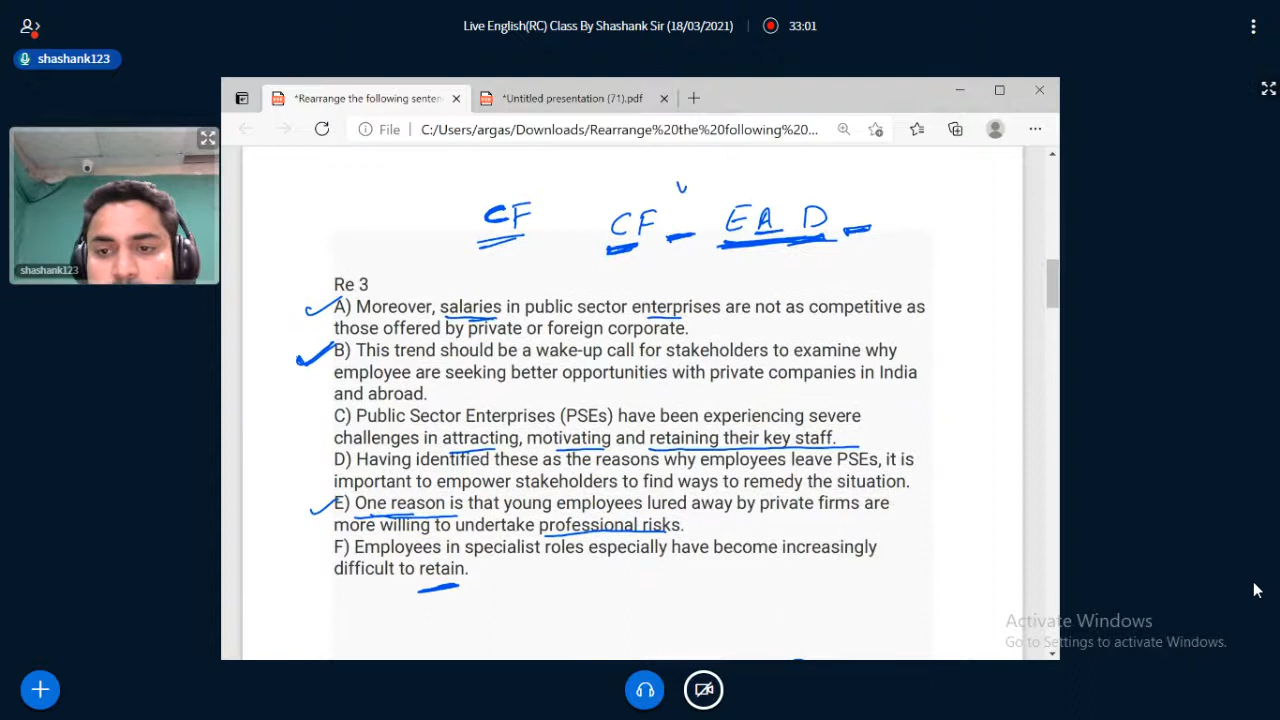 Live English(RC) Class By Shashank Sir (18/03/2021)
33:01
shashank123
*Rearrange the following senten
*Untitled presentation (71).pdf
File
C:/Users/argas/Downloads/Rearrange%20the%20following%20...
shashank123
CF
CF
E A D
Re 3
A) Moreover, salaries in public sector enterprises are not as competitive as
those offered by private or foreign corporate.
B) This trend should be a wake-up call for stakeholders to examine why
employee are seeking better opportunities with private companies in India
and abroad.
C) Public Sector Enterprises (PSEs) have been experiencing severe
challenges in attracting, motivating and retaining their key staff.
D) Having identified these as the reasons why employees leave PSEs, it is
important to empower stakeholders to find ways to remedy the situation.
E) One reason is that young employees lured away by private firms are
more willing to undertake professional risks.
F) Employees in specialist roles especially have become increasingly
difficult to retain.
Activate Windows
Go to Settings to activate Windows.